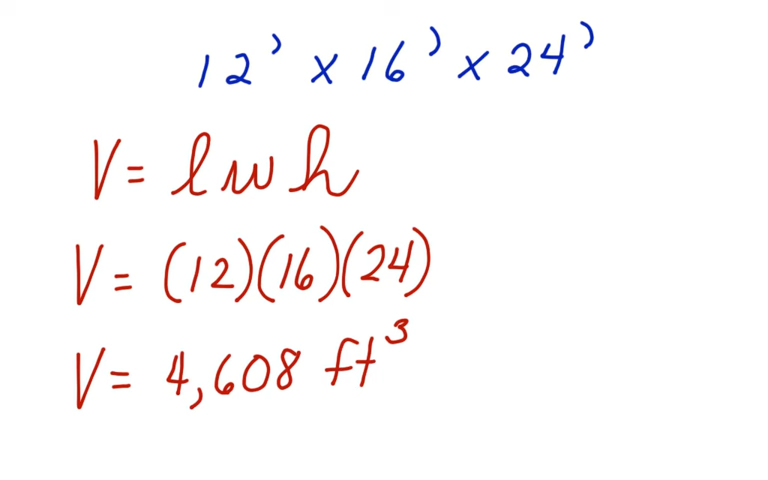 12' x 16' x 24'
V = lwh
V = (12)(16)(24)
V = 4,608 ft³